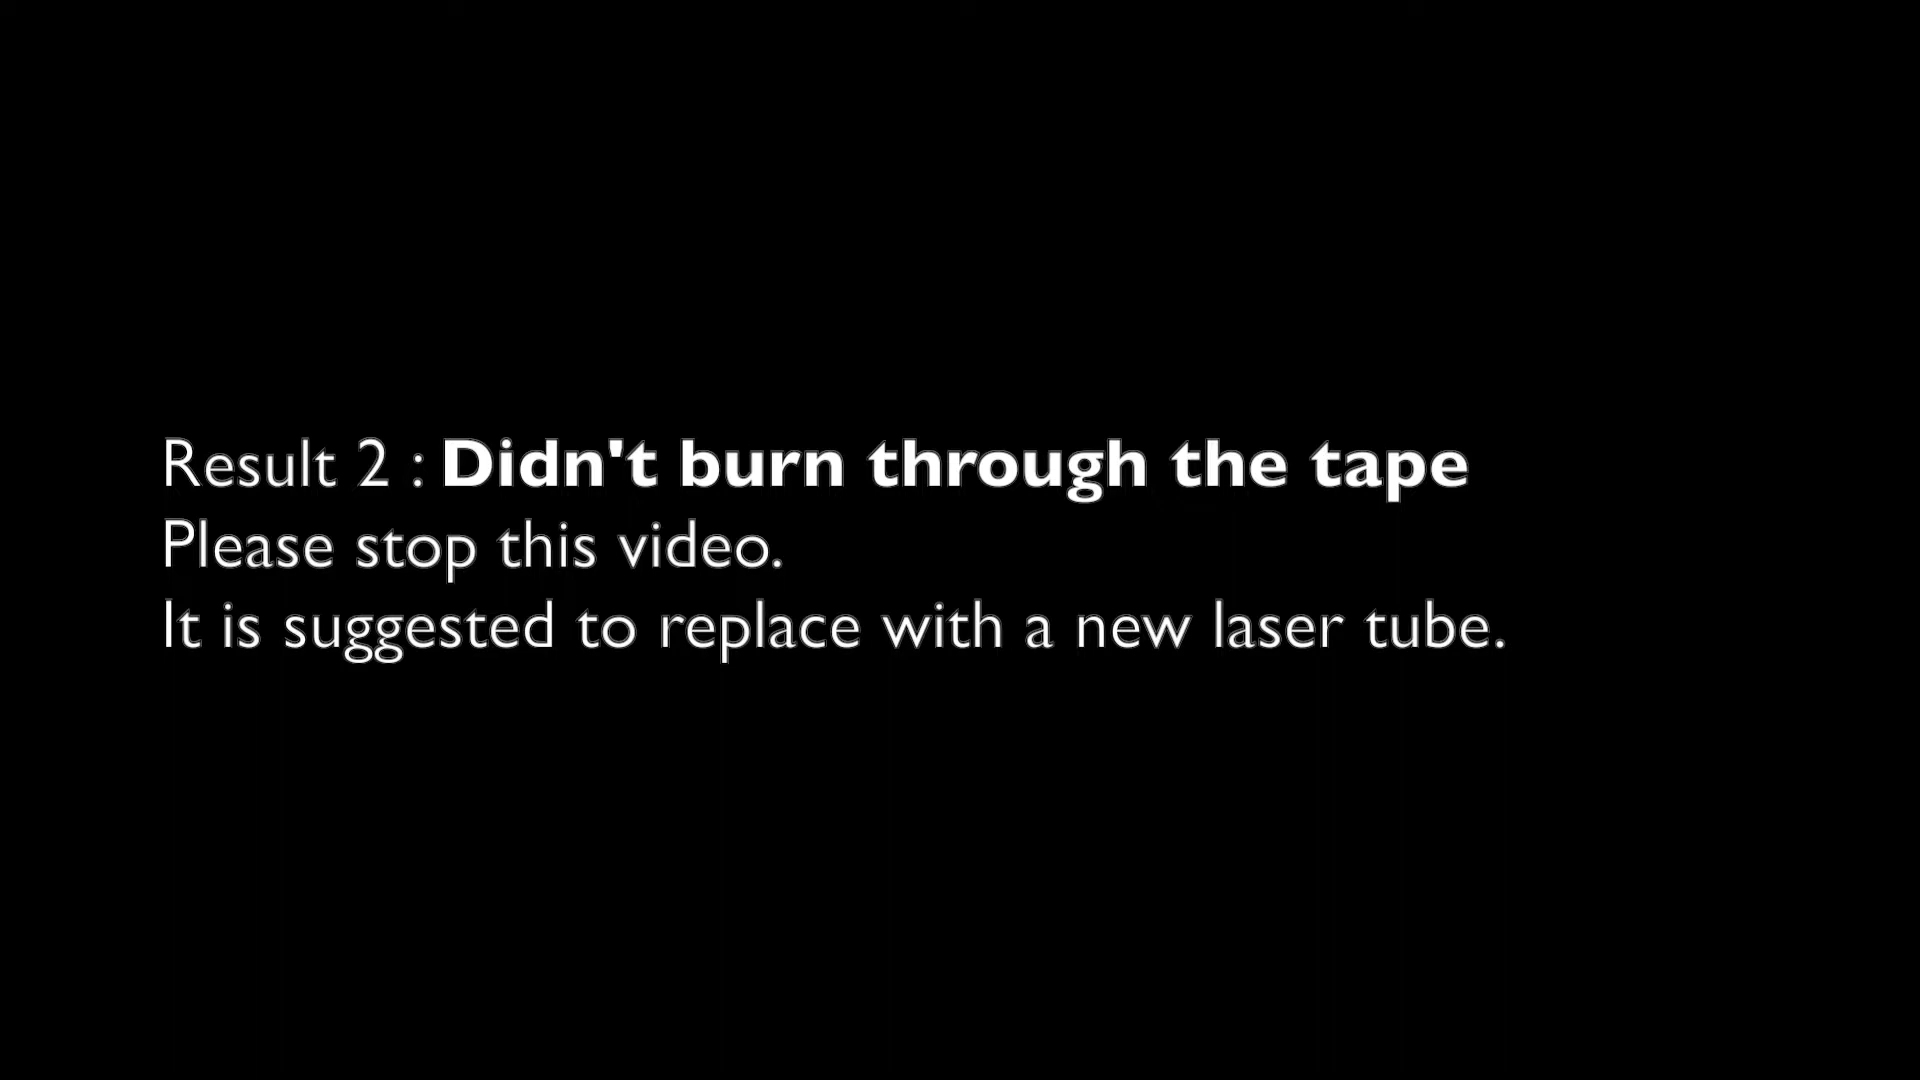 Result 2 : Didn't burn through the tape
Please stop this video.
It is suggested to replace with a new laser tube.